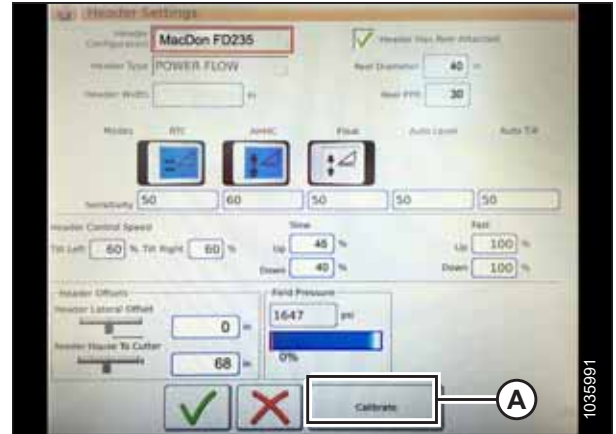 Header Settings
Header Configuration MacDon FD235
Header Has Reel Attached
Header Type POWER FLOW
Reel Diameter 40 in
Header Width in
Reel PPR 30
Modes RTC AHHC Float Auto Level Auto Tilt
Sensitivity 50 60 50 50 50
Header Control Speed Slow Fast
Tilt Left 60 % Tilt Right 60 % Up 45 % Up 100 %
Down 40 % Down 100 %
Header Offsets Field Pressure
Header Lateral Offset
0 in 1647 psi
Feeder House To Cutter
68 in 0%
Calibrate A
1035991